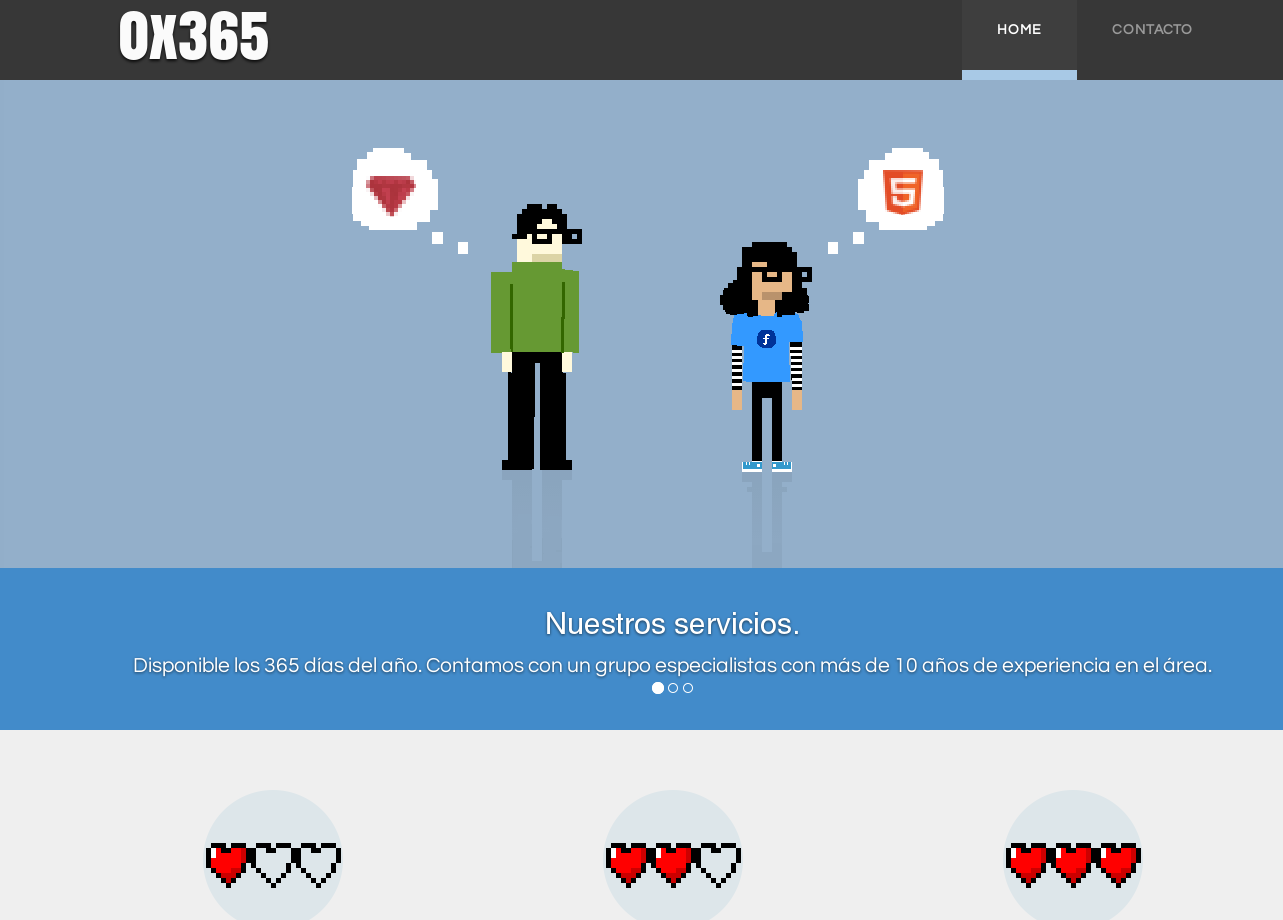 OX365
HOME
CONTACTO
5
f
Nuestros servicios.
Disponible los 365 días del año. Contamos con un grupo especialistas con más de 10 años de experiencia en el área.